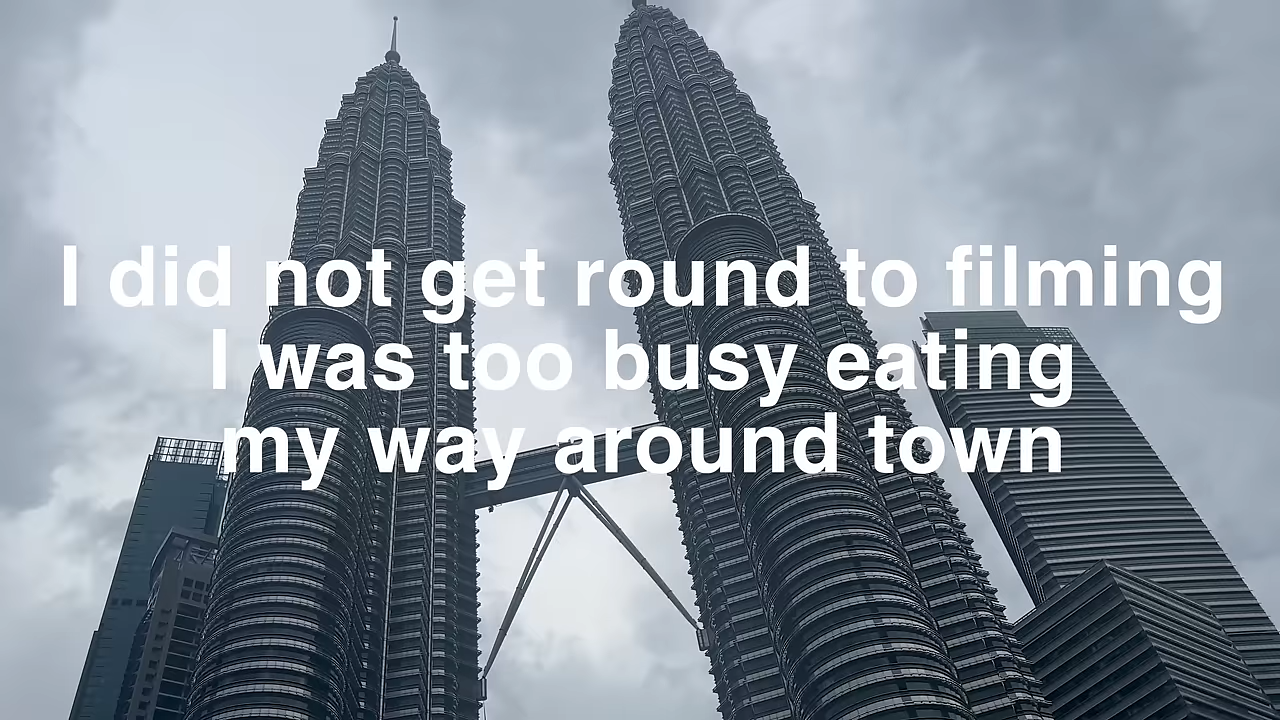 I did not get round to filming
I was too busy eating
my way around town